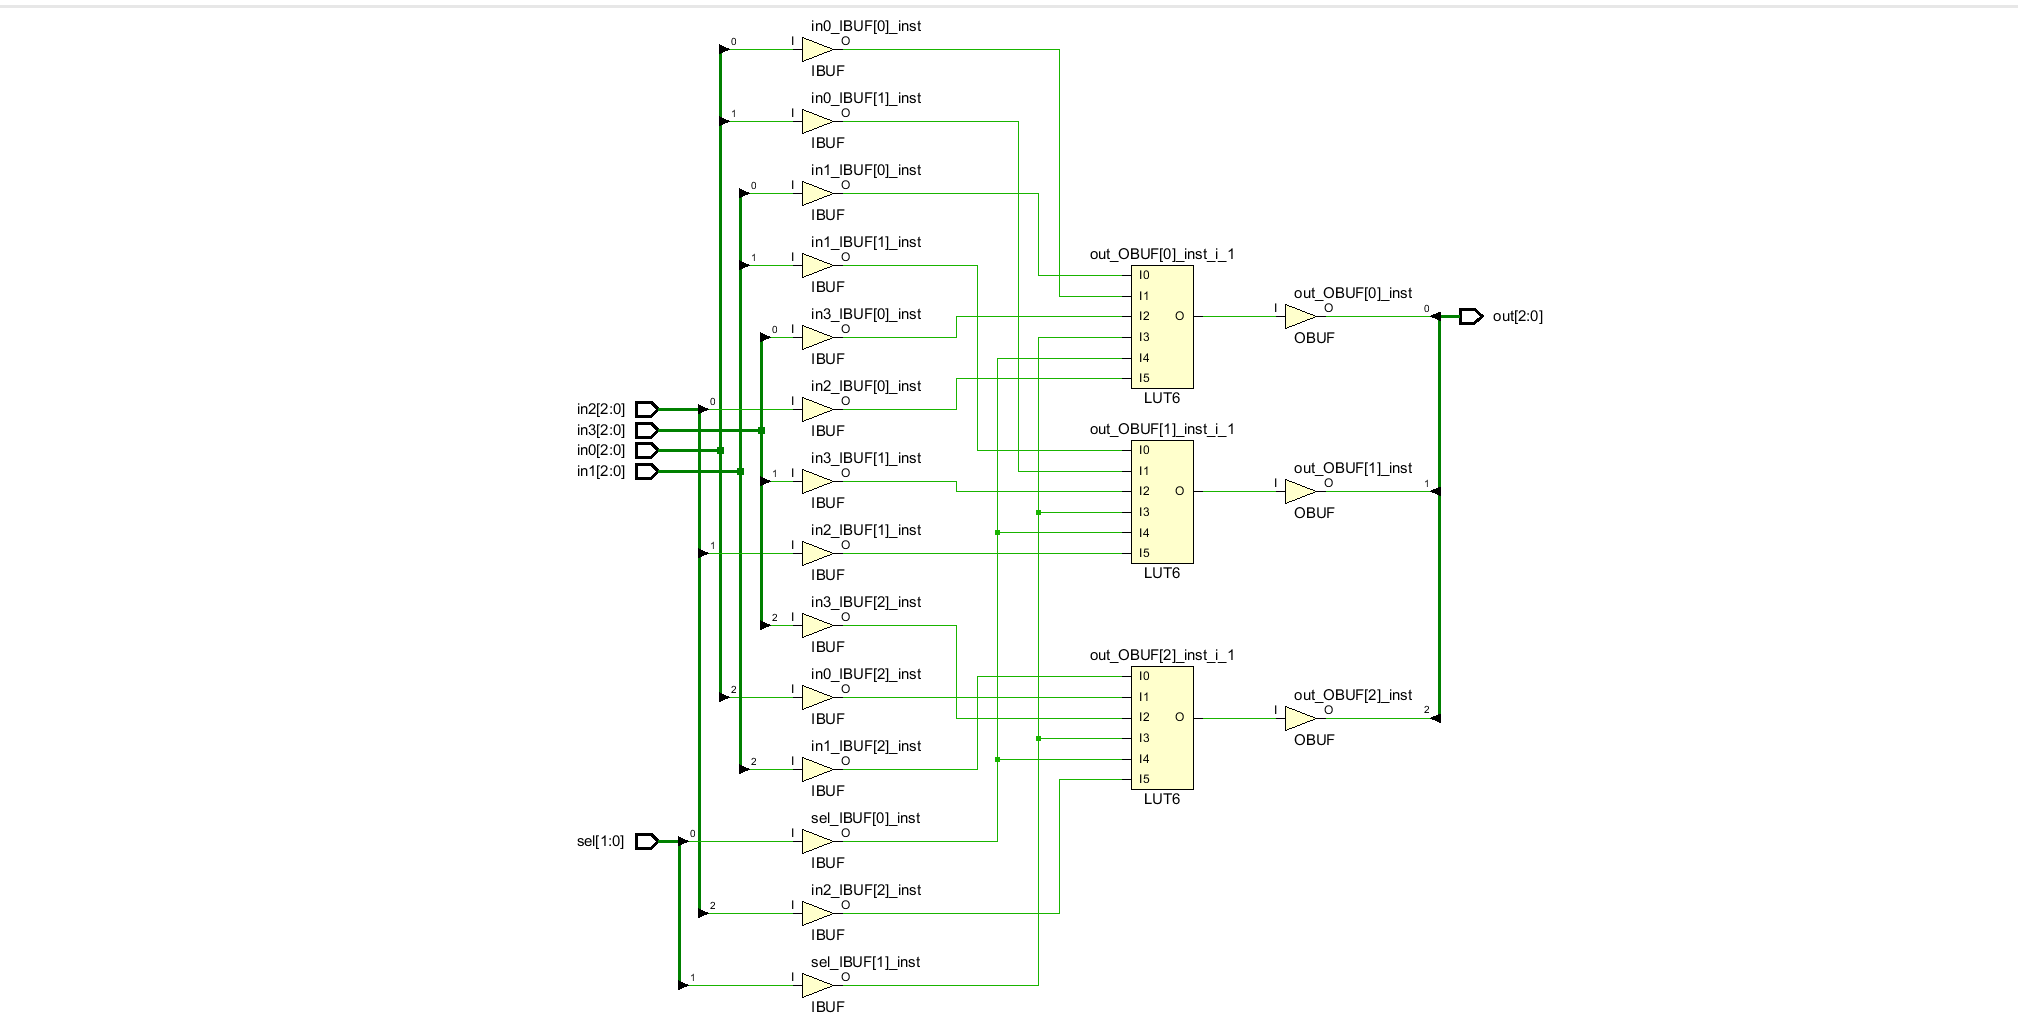 in0_IBUF[0]_inst
0 I O
IBUF
in0_IBUF[1]_inst
1 I O
IBUF
in1_IBUF[0]_inst
0 I O
IBUF
in1_IBUF[1]_inst
1 I O
IBUF
in3_IBUF[0]_inst
0 I O
IBUF
in2_IBUF[0]_inst
0 I O
IBUF
in3_IBUF[1]_inst
1 I O
IBUF
in2_IBUF[1]_inst
1 I O
IBUF
in3_IBUF[2]_inst
2 I O
IBUF
in0_IBUF[2]_inst
2 I O
IBUF
in1_IBUF[2]_inst
2 I O
IBUF
sel_IBUF[0]_inst
0 I O
IBUF
in2_IBUF[2]_inst
2 I O
IBUF
sel_IBUF[1]_inst
1 I O
IBUF
in2[2:0]
in3[2:0]
in0[2:0]
in1[2:0]
sel[1:0]
out_OBUF[0]_inst_i_1
I0
I1
I2 O
I3
I4
I5
LUT6
out_OBUF[1]_inst_i_1
I0
I1
I2 O
I3
I4
I5
LUT6
out_OBUF[2]_inst_i_1
I0
I1
I2 O
I3
I4
I5
LUT6
out_OBUF[0]_inst
I O 0
OBUF
out_OBUF[1]_inst
I O 1
OBUF
out_OBUF[2]_inst
I O 2
OBUF
out[2:0]